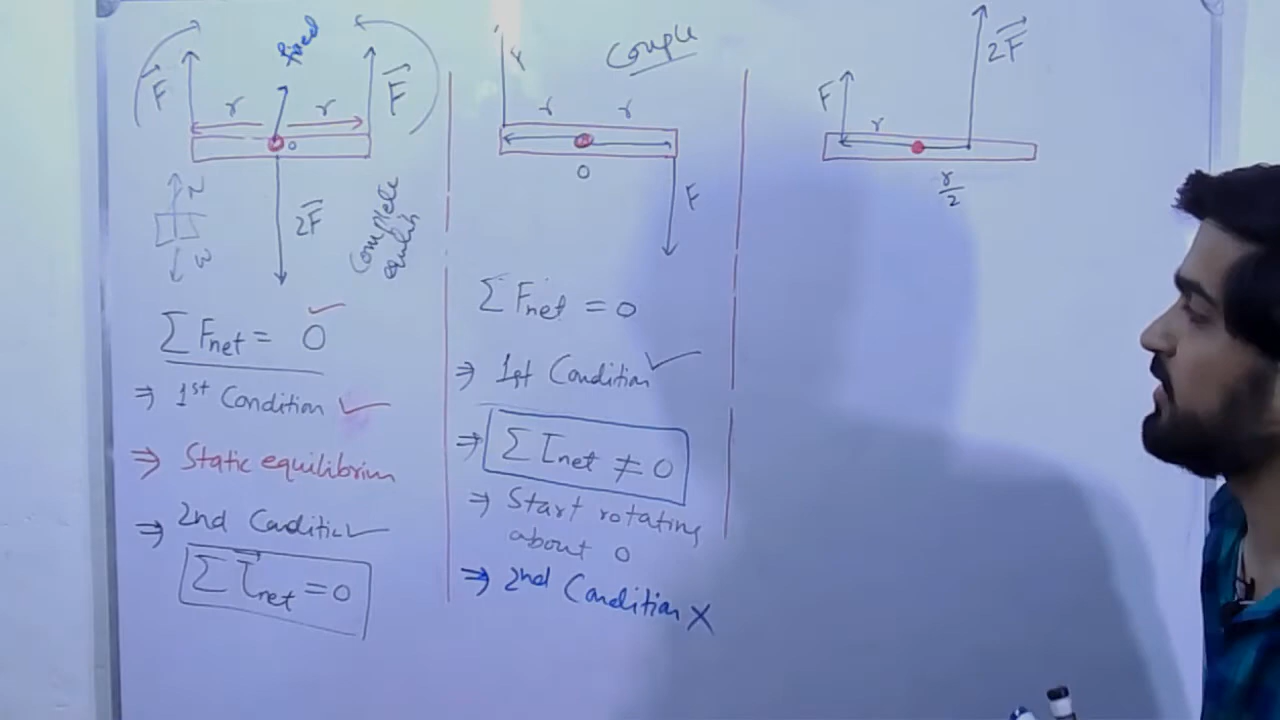 fixed
F
r
r
F
o
N
W
2F
Complete
equlib
ΣFnet = 0
⇒ 1st Condition ✓
⇒ Static equilibrium
⇒ 2nd Condition ✓
Στnet = 0
Couple
F
r
r
O
F
ΣFnet = 0
⇒ 1st Condition ✓
⇒ Στnet ≠ 0
⇒ Start rotating
about O
⇒ 2nd Condition X
2F
F
r
r/2